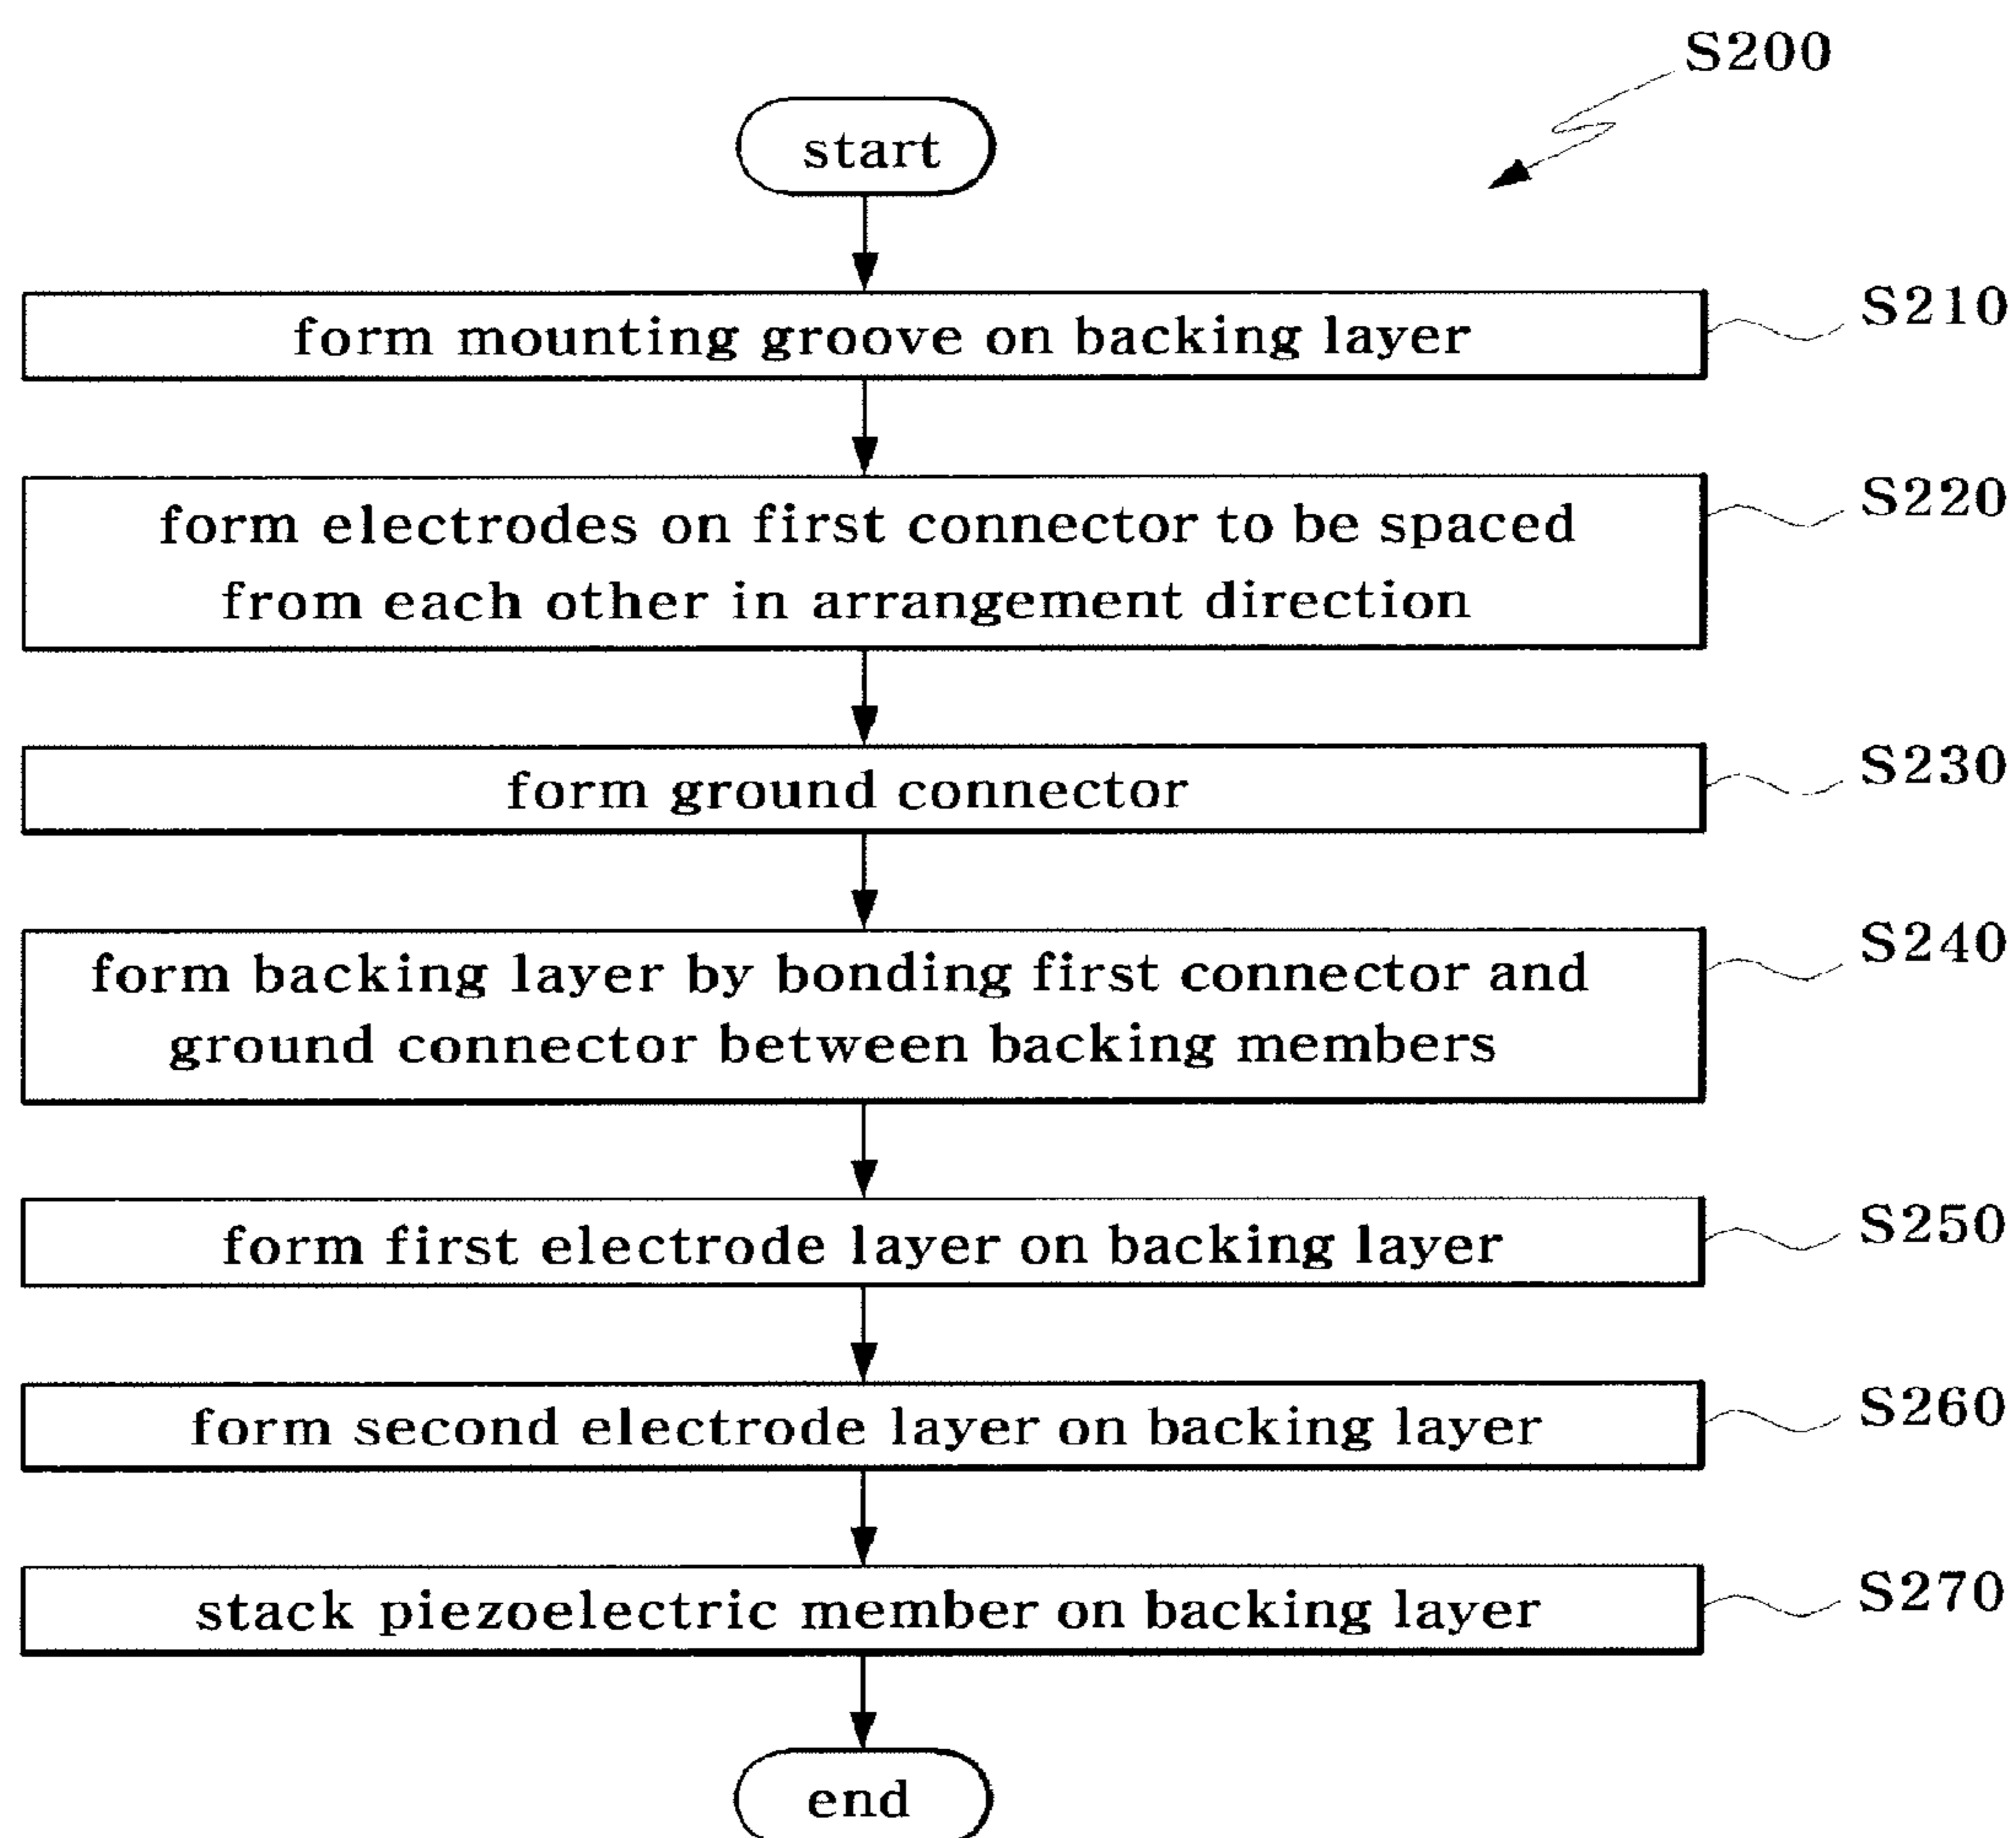 S200
start
form mounting groove on backing layer
S210
form electrodes on first connector to be spaced
from each other in arrangement direction
S220
form ground connector
S230
form backing layer by bonding first connector and
ground connector between backing members
S240
form first electrode layer on backing layer
S250
form second electrode layer on backing layer
S260
stack piezoelectric member on backing layer
S270
end